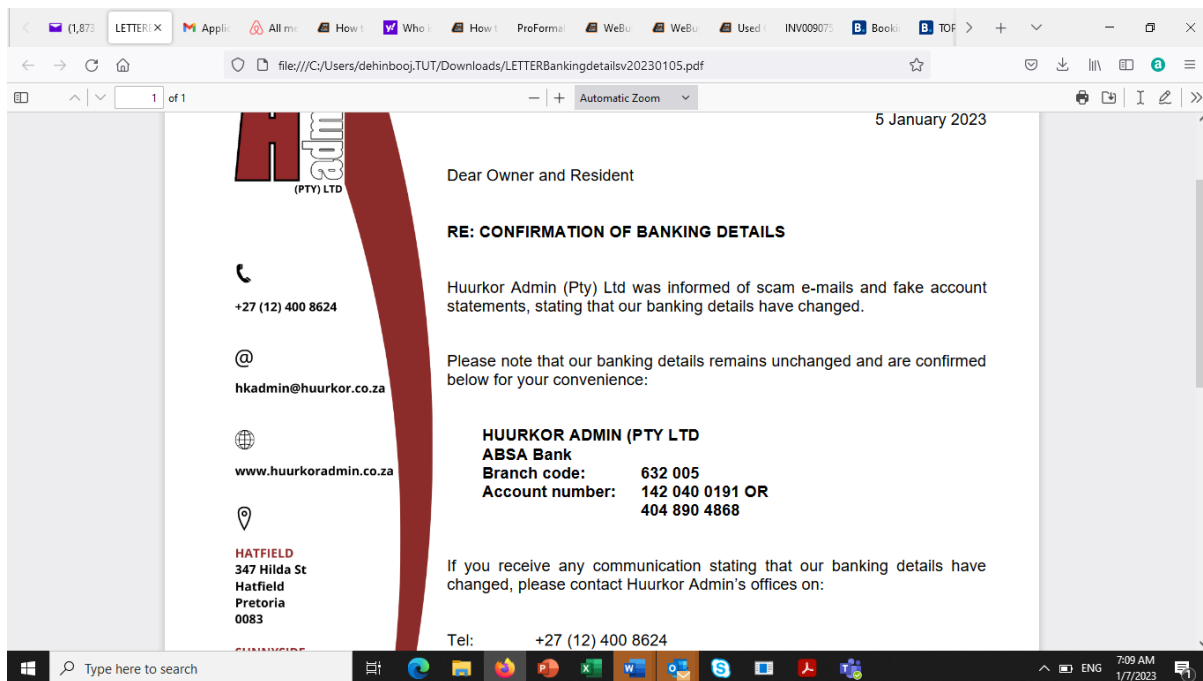 (1,873
LETTERE
M Applic
All me
How t
Who i
How t
ProFormaI
WeBu
WeBu
Used
INV009075
B. Booki
B. TOP
file:///C:/Users/dehinbooj.TUT/Downloads/LETTERBankingdetailsv20230105.pdf
1 of 1
Automatic Zoom
H
adm
(PTY) LTD
5 January 2023
Dear Owner and Resident
RE: CONFIRMATION OF BANKING DETAILS
Huurkor Admin (Pty) Ltd was informed of scam e-mails and fake account
statements, stating that our banking details have changed.
Please note that our banking details remains unchanged and are confirmed
below for your convenience:
HUURKOR ADMIN (PTY LTD
ABSA Bank
Branch code: 632 005
Account number: 142 040 0191 OR
404 890 4868
If you receive any communication stating that our banking details have
changed, please contact Huurkor Admin's offices on:
Tel: +27 (12) 400 8624
+27 (12) 400 8624
@
hkadmin@huurkor.co.za
www.huurkoradmin.co.za
HATFIELD
347 Hilda St
Hatfield
Pretoria
0083
Type here to search
ENG
7:09 AM
1/7/2023